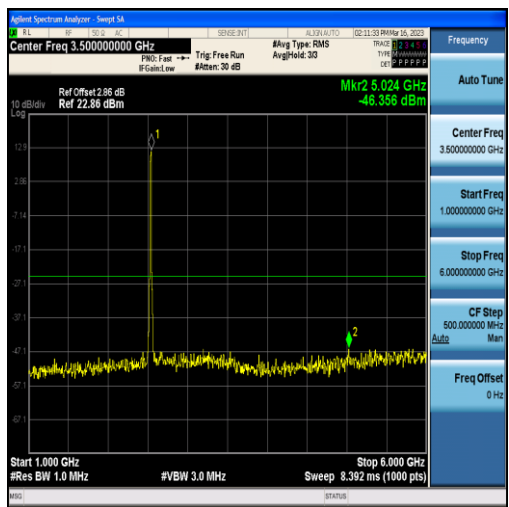 Agilent Spectrum Analyzer - Swept SA
RL RF 50 Ω AC SENSE:INT ALIGN AUTO 02:11:33 PM Mar 16, 2023
Center Freq 3.500000000 GHz #Avg Type: RMS TRACE 1 2 3 4 5 6 Frequency
PNO: Fast Trig: Free Run Avg|Hold: 3/3 TYPE
IFGain:Low #Atten: 30 dB DET P P P P P P
Auto Tune
Mkr2 5.024 GHz
Ref Offset 2.86 dB
10 dB/div Ref 22.86 dBm -46.356 dBm
Log
1
12.9
Center Freq
3.500000000 GHz
2.86
Start Freq
1.000000000 GHz
-7.14
-17.1
Stop Freq
6.000000000 GHz
-27.1
-37.1
CF Step
500.000000 MHz
Auto Man
2
-47.1
-57.1
Freq Offset
0 Hz
-67.1
Start 1.000 GHz Stop 6.000 GHz
#Res BW 1.0 MHz #VBW 3.0 MHz Sweep 8.392 ms (1000 pts)
MSG STATUS